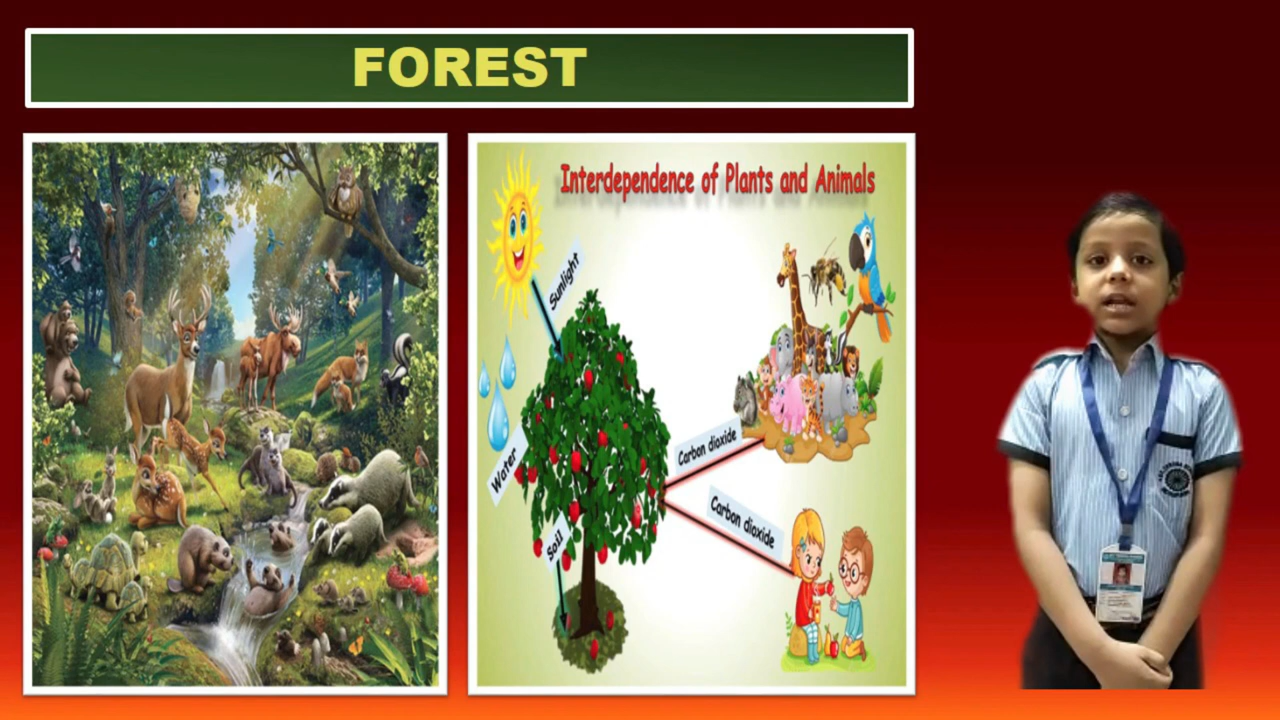 FOREST
Interdependence of Plants and Animals
Sunlight
Water
Soil
Carbon dioxide
Carbon dioxide